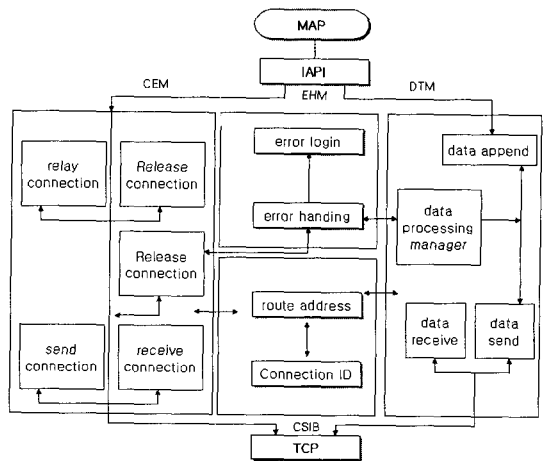 MAP
IAPI
CEM
EHM
DTM
relay
connection
Release
connection
error login
data append
error handing
data
processing
manager
Release
connection
route address
send
connection
receive
connection
Connection ID
data
receive
data
send
CSIB
TCP